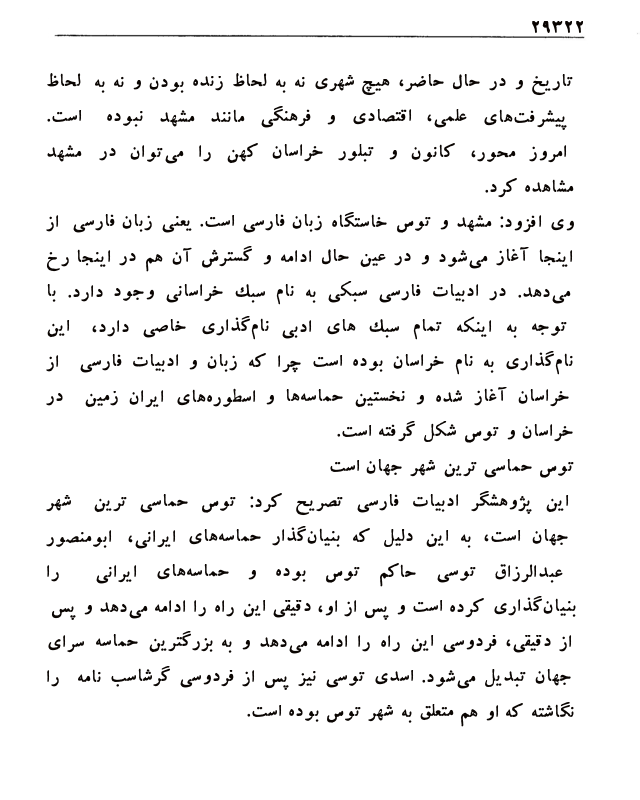 ۲۹۳۲۲
تاریخ و در حال حاضر، هیچ شهری نه به لحاظ زنده بودن و نه به لحاظ
پیشرفت‌های علمی، اقتصادی و فرهنگی مانند مشهد نبوده است.
امروز محور، کانون و تبلور خراسان کهن را می‌توان در مشهد
مشاهده کرد.
وی افزود: مشهد و توس خاستگاه زبان فارسی است. یعنی زبان فارسی از
اینجا آغاز می‌شود و در عین حال ادامه و گسترش آن هم در اینجا رخ
می‌دهد. در ادبیات فارسی سبکی به نام سبك خراسانی وجود دارد. با
توجه به اینکه تمام سبك های ادبی نام‌گذاری خاصی دارد، این
نام‌گذاری به نام خراسان بوده است چرا که زبان و ادبیات فارسی از
خراسان آغاز شده و نخستین حماسه‌ها و اسطوره‌های ایران زمین در
خراسان و توس شکل گرفته است.
توس حماسی ترین شهر جهان است
این پژوهشگر ادبیات فارسی تصریح کرد: توس حماسی ترین شهر
جهان است، به این دلیل که بنیان‌گذار حماسه‌های ایرانی، ابومنصور
عبدالرزاق توسی حاکم توس بوده و حماسه‌های ایرانی را
بنیان‌گذاری کرده است و پس از او، دقیقی این راه را ادامه می‌دهد و پس
از دقیقی، فردوسی این راه را ادامه می‌دهد و به بزرگترین حماسه سرای
جهان تبدیل می‌شود. اسدی توسی نیز پس از فردوسی گرشاسب نامه را
نگاشته که او هم متعلق به شهر توس بوده است.